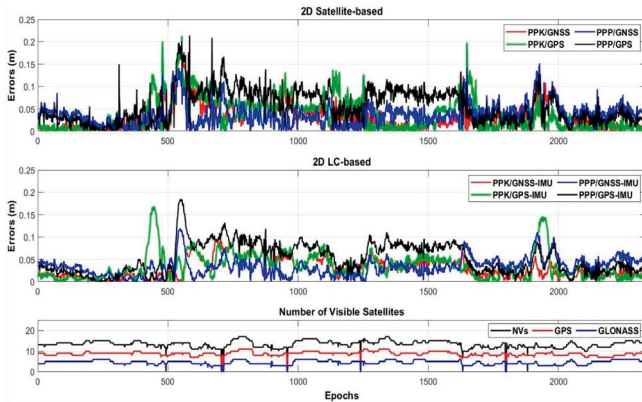 2D Satellite-based
PPK/GNSS PPP/GNSS
PPK/GPS PPP/GPS
Errors (m)
0.25
0.2
0.15
0.1
0.05
0
0 500 1000 1500 2000
2D LC-based
PPK/GNSS-IMU PPP/GNSS-IMU
PPK/GPS-IMU PPP/GPS-IMU
Errors (m)
0.25
0.2
0.15
0.1
0.05
0
0 500 1000 1500 2000
Number of Visible Satellites
NVs GPS GLONASS
20
10
0
0 500 1000 1500 2000
Epochs